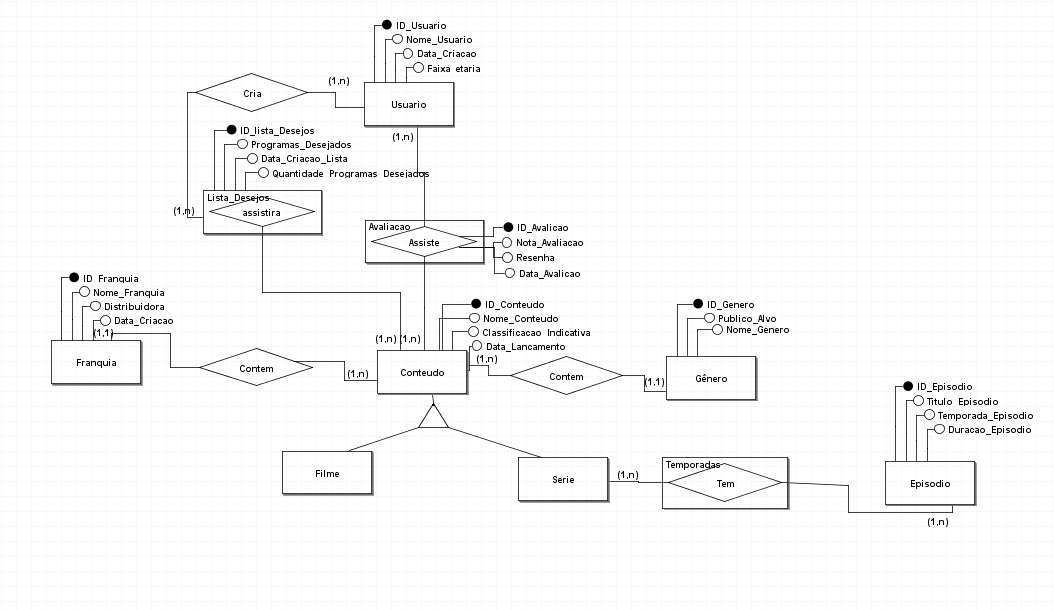 ID_Usuario
Nome_Usuario
Data_Criacao
Faixa etaria
(1,n)
Cria
Usuario
(1,n)
ID_lista_Desejos
Programas_Desejados
Data_Criacao_Lista
Quantidade Programas Desejados
Lista_Desejos
(1,n)
assistira
Avaliacao
Assiste
ID_Avalicao
Nota_Avaliacao
Resenha
Data_Avalicao
ID Franquia
Nome_Franquia
Distribuidora
Data_Criacao
(1,1)
Franquia
Contem
(1,n)
(1,n)
(1,n)
ID_Conteudo
Nome_Conteudo
Classificacao Indicativa
Data_Lancamento
(1,n)
Conteudo
Contem
(1,1)
ID_Genero
Publico_Alvo
Nome_Genero
Gênero
ID_Episodio
Titulo Episodio
Temporada_Episodio
Duracao_Episodio
Filme
Serie
(1,n)
Temporadas
Tem
Episodio
(1,n)